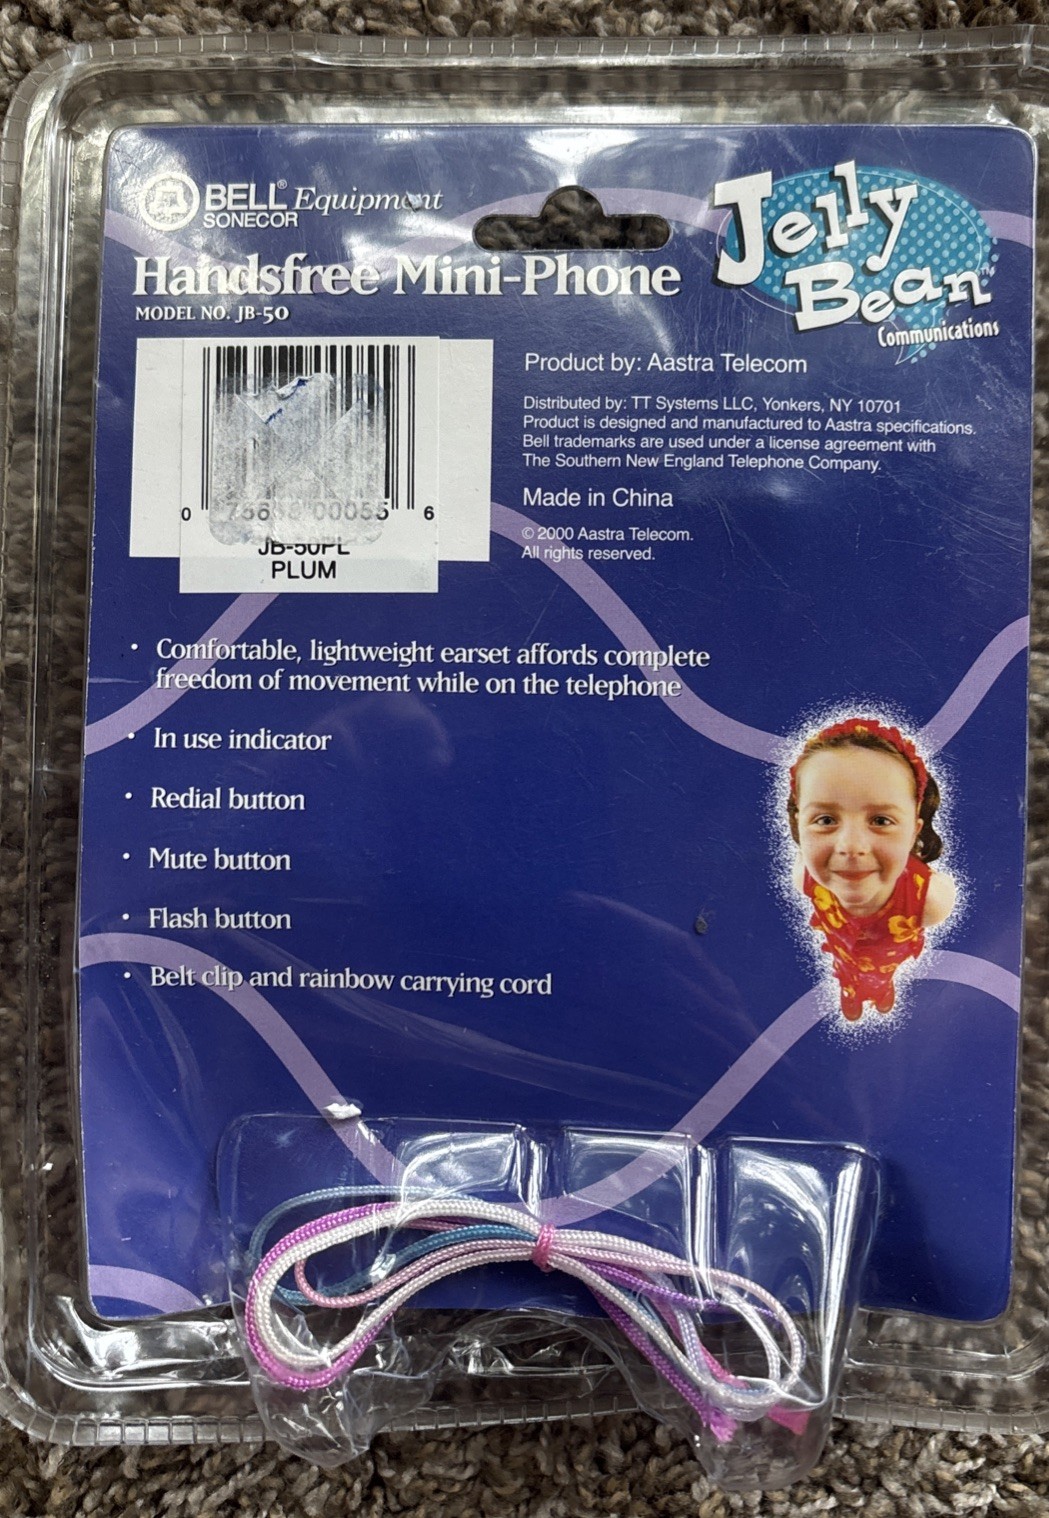 BELL® Equipment
SONECOR
Handsfree Mini-Phone
MODEL NO. JB-50
Jelly
Bean™
Communications
Product by: Aastra Telecom
Distributed by: TT Systems LLC, Yonkers, NY 10701
Product is designed and manufactured to Aastra specifications.
Bell trademarks are used under a license agreement with
The Southern New England Telephone Company.
Made in China
© 2000 Aastra Telecom.
All rights reserved.
0 00055 6
JB-50PL
PLUM
• Comfortable, lightweight earset affords complete
freedom of movement while on the telephone
• In use indicator
• Redial button
• Mute button
• Flash button
• Belt clip and rainbow carrying cord